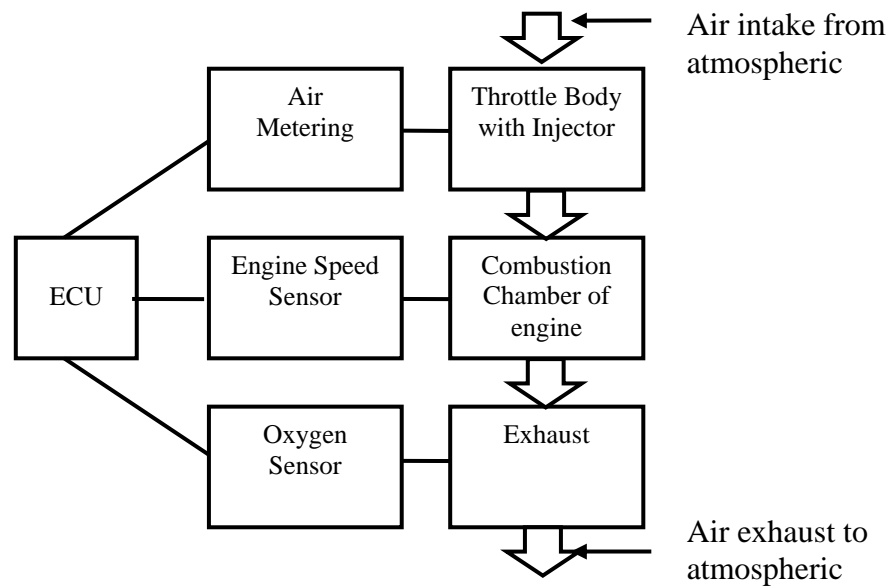 Air intake from
atmospheric
Air
Metering
Throttle Body
with Injector
ECU
Engine Speed
Sensor
Combustion
Chamber of
engine
Oxygen
Sensor
Exhaust
Air exhaust to
atmospheric